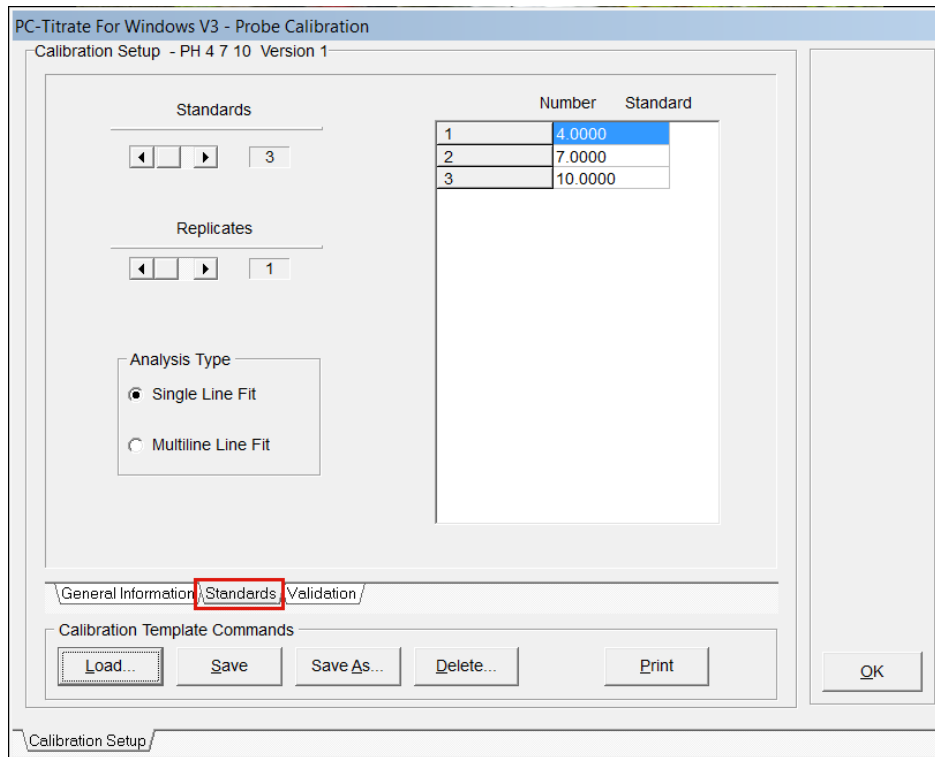 PC-Titrate For Windows V3 - Probe Calibration
Calibration Setup - PH 4 7 10 Version 1
Standards
3
Replicates
1
Analysis Type
Single Line Fit
Multiline Line Fit
Number Standard
1 4.0000
2 7.0000
3 10.0000
General Information Standards Validation
Calibration Template Commands
Load... Save Save As... Delete... Print
OK
Calibration Setup